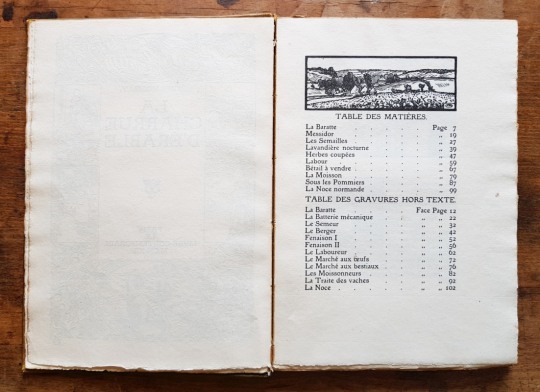 TABLE DES MATIÈRES.
La Baratte . . . . . Page 7
Messidor . . . . . „ 19
Les Semailles . . . . . „ 27
Lavandière nocturne . . . . „ 39
Herbes coupées . . . . „ 47
Labour . . . . . „ 59
Bétail à vendre . . . . . „ 67
La Moisson . . . . . „ 79
Sous les Pommiers . . . . „ 87
La Noce normande . . . . „ 99
TABLE DES GRAVURES HORS TEXTE.
La Baratte . . . . Face Page 12
La Batterie mécanique . . „ „ 22
Le Semeur . . . . „ „ 32
Le Berger . . . . „ „ 42
Fenaison I . . . . „ „ 52
Fenaison II . . . . „ „ 56
Le Laboureur . . . . „ „ 62
Le Marché aux œufs . . . „ „ 72
Le Marché aux bestiaux . . „ „ 76
Les Moissonneurs . . . „ „ 82
La Traite des vaches . . . „ „ 92
La Noce . . . . . „ „ 102